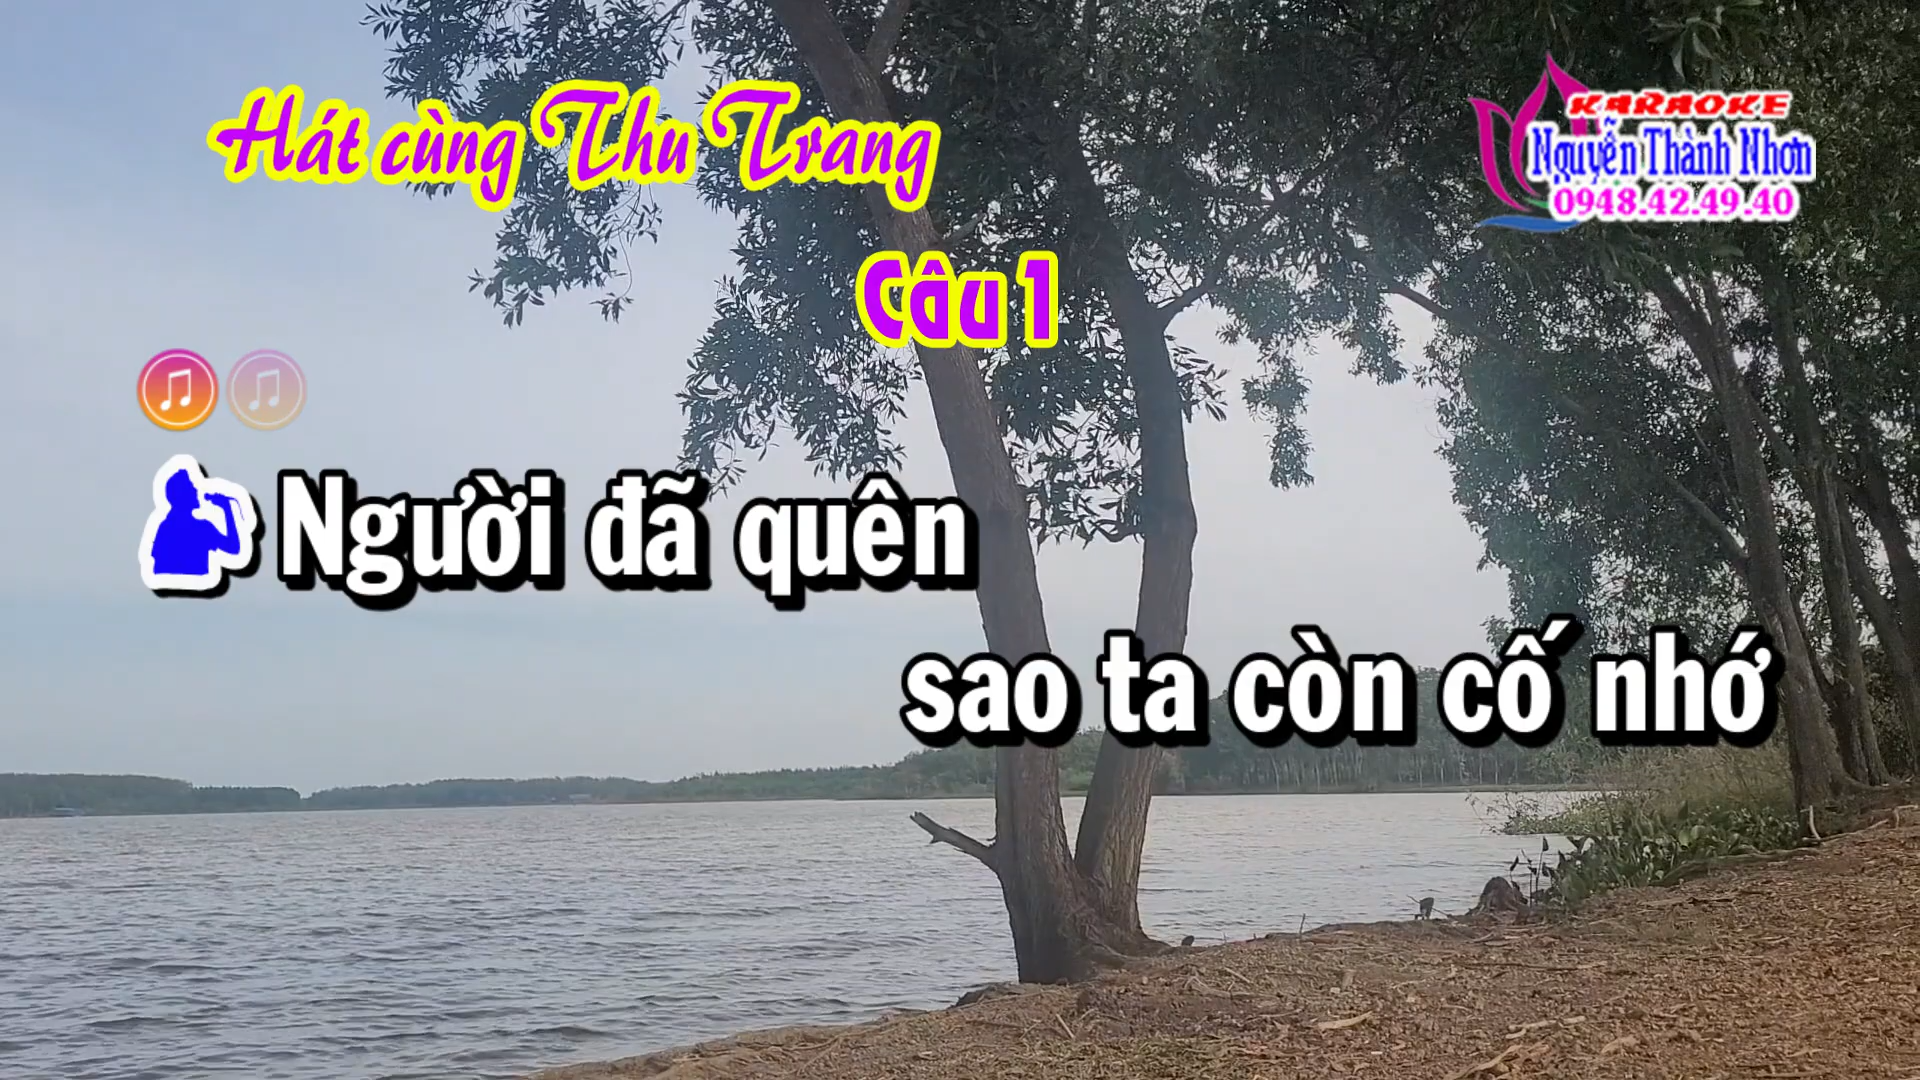 Hát cùng Thu Trang
KARAOKE
Nguyễn Thành Nhơn
0948.42.49.40
Câu 1
Người đã quên
sao ta còn cố nhớ